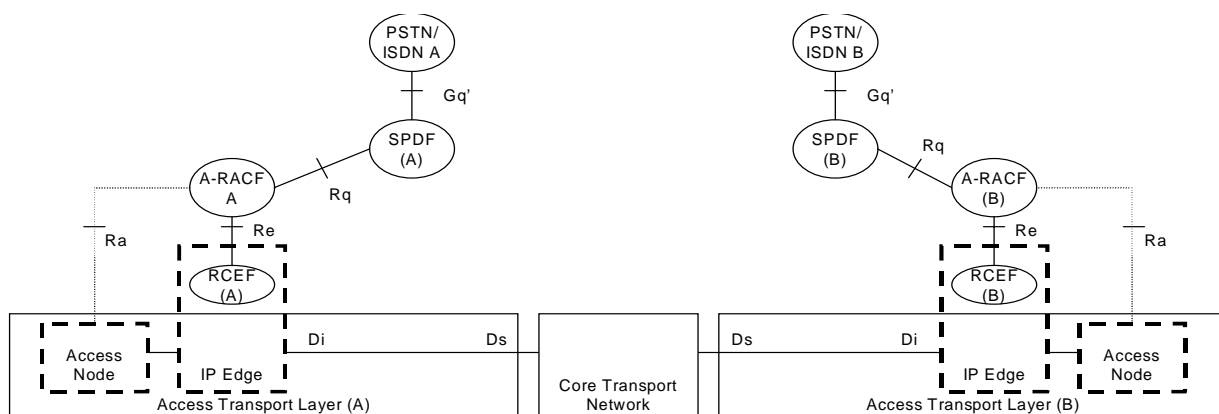 PSTN/
ISDN A
PSTN/
ISDN B
Gq'
Gq'
SPDF
(A)
SPDF
(B)
Rq
Rq
A-RACF
A
A-RACF
(B)
Ra
Re
Re
Ra
RCEF
(A)
RCEF
(B)
Access
Node
IP Edge
Di
Ds
Access Transport Layer (A)
Core Transport
Network
Ds
Di
IP Edge
Access
Node
Access Transport Layer (B)